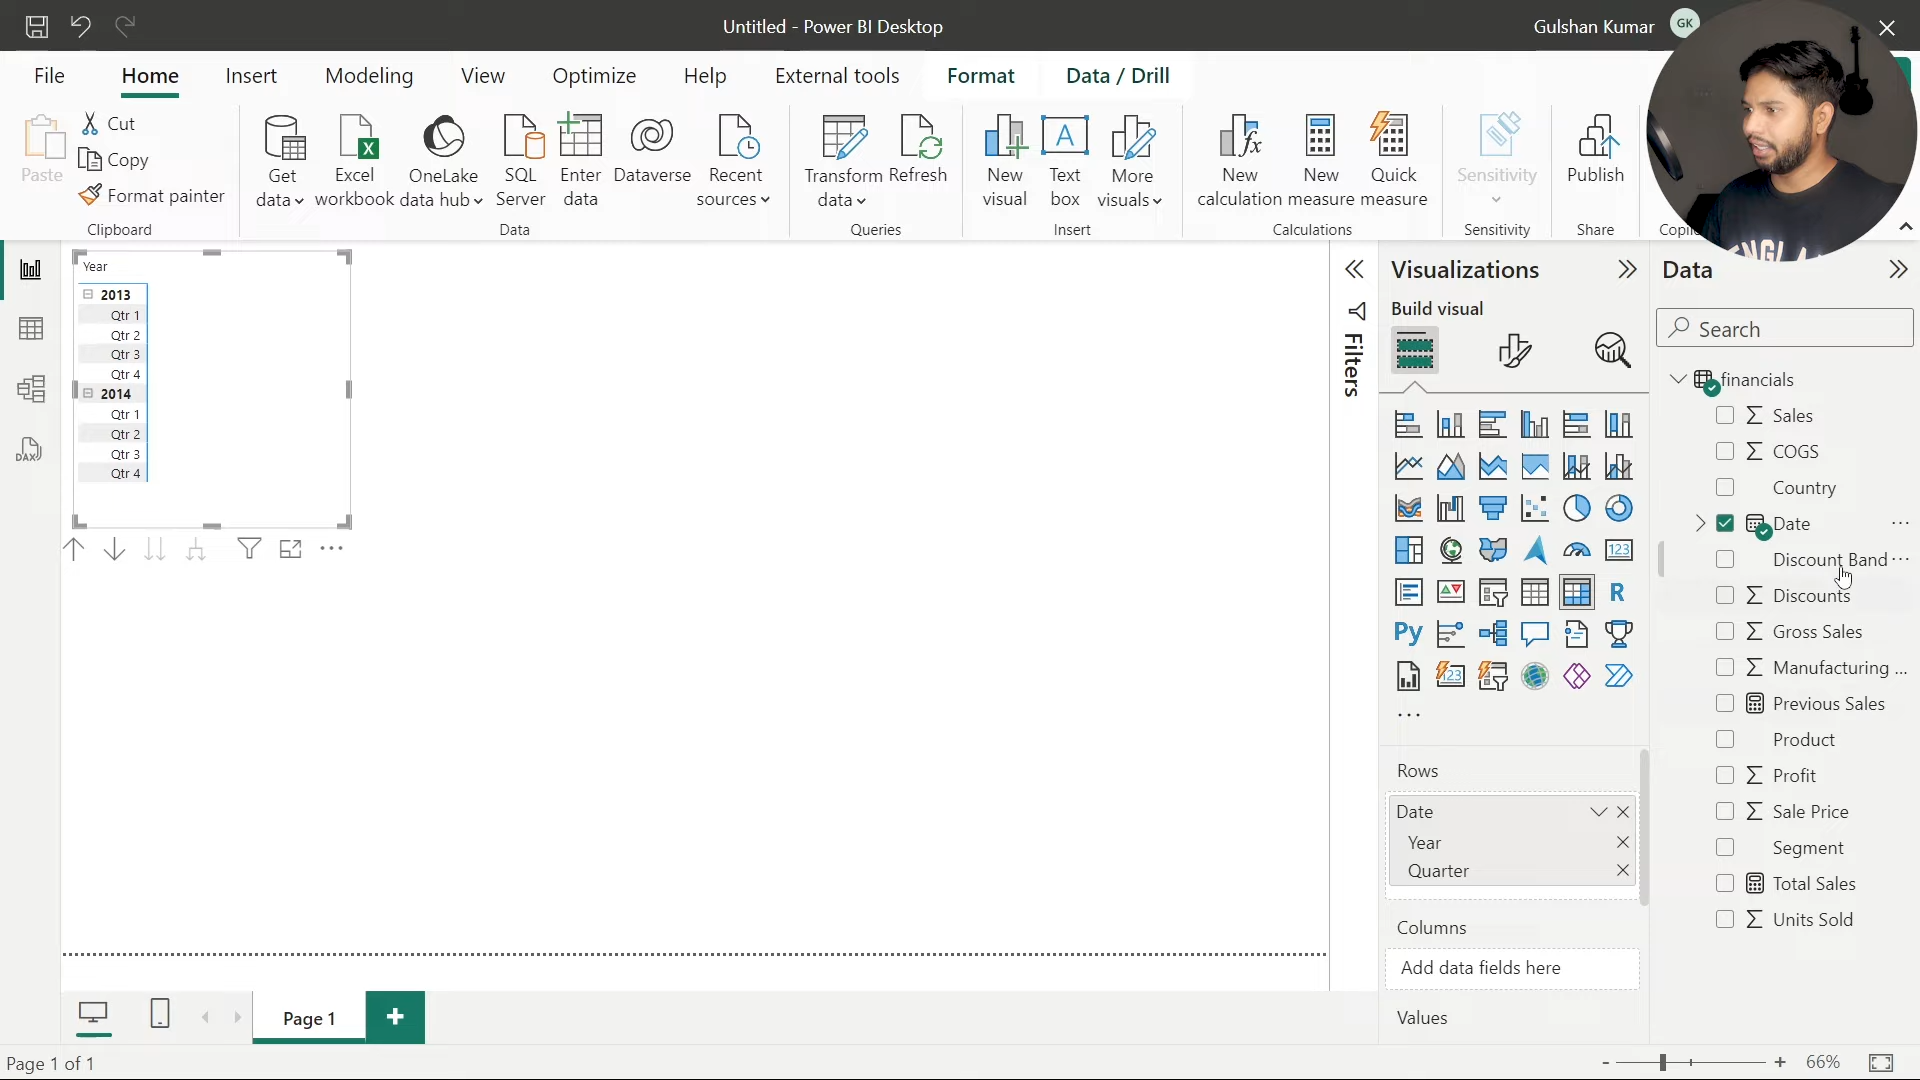 Untitled - Power BI Desktop
Gulshan Kumar
GK
File
Home
Insert
Modeling
View
Optimize
Help
External tools
Format
Data / Drill
Paste
Cut
Copy
Format painter
Clipboard
Get data
Excel workbook
OneLake data hub
SQL Server
Enter data
Dataverse
Recent sources
Data
Transform data
Refresh
Queries
New visual
Text box
More visuals
Insert
New calculation
New measure
Quick measure
Calculations
Sensitivity
Sensitivity
Publish
Share
Year
2013
Qtr 1
Qtr 2
Qtr 3
Qtr 4
2014
Qtr 1
Qtr 2
Qtr 3
Qtr 4
DAX
Filters
Visualizations
Build visual
123
R
Py
123
Rows
Date
Year
Quarter
Columns
Add data fields here
Values
Data
Search
financials
Sales
COGS
Country
Date
Discount Band
Discounts
Gross Sales
Manufacturing ...
Previous Sales
Product
Profit
Sale Price
Segment
Total Sales
Units Sold
Page 1
Page 1 of 1
66%